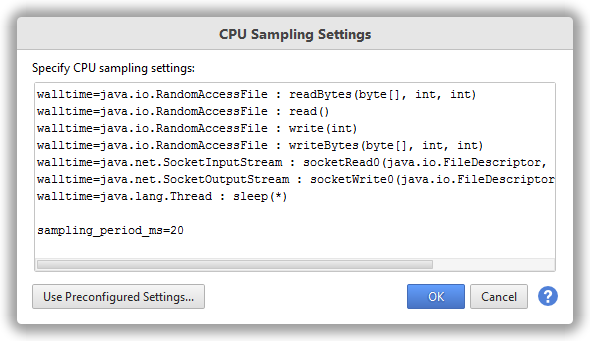 CPU Sampling Settings
Specify CPU sampling settings:
walltime=java.io.RandomAccessFile : readBytes(byte[], int, int)
walltime=java.io.RandomAccessFile : read()
walltime=java.io.RandomAccessFile : write(int)
walltime=java.io.RandomAccessFile : writeBytes(byte[], int, int)
walltime=java.net.SocketInputStream : socketRead0(java.io.FileDescriptor,
walltime=java.net.SocketOutputStream : socketWrite0(java.io.FileDescriptor
walltime=java.lang.Thread : sleep(*)
sampling_period_ms=20
Use Preconfigured Settings... OK Cancel ?